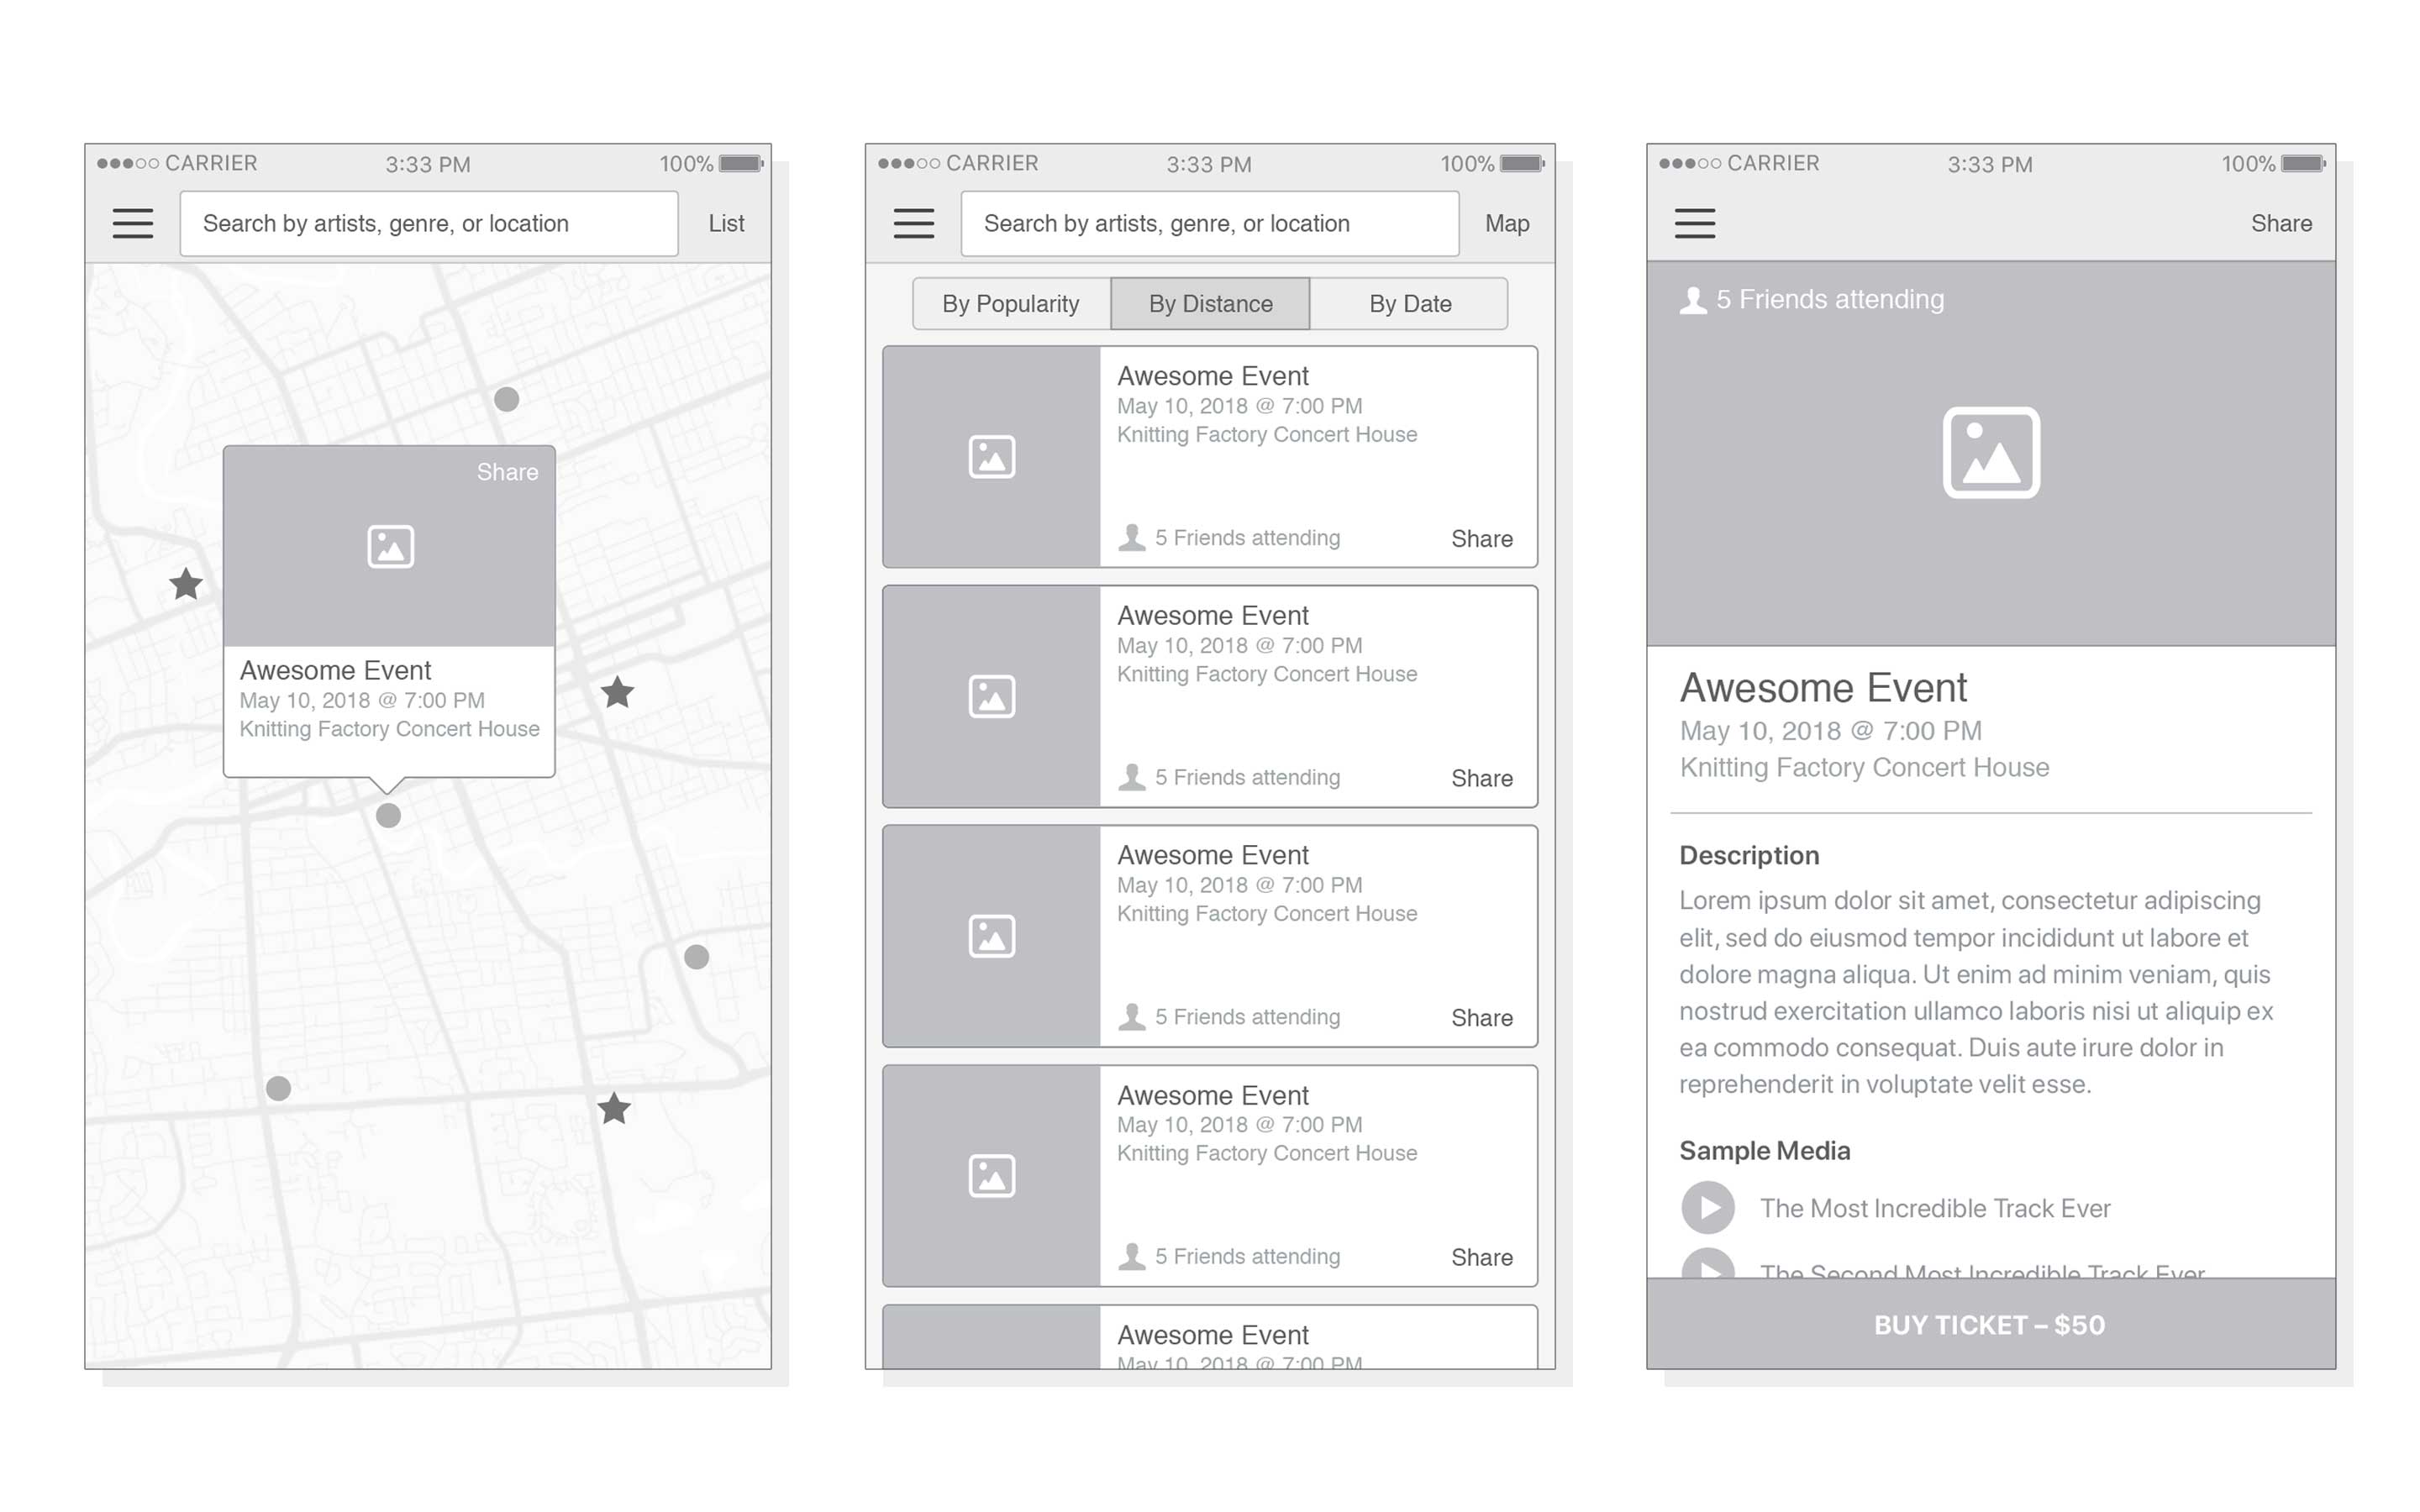 CARRIER 3:33 PM 100%
Search by artists, genre, or location List
Share
Awesome Event
May 10, 2018 @ 7:00 PM
Knitting Factory Concert House
CARRIER 3:33 PM 100%
Search by artists, genre, or location Map
By Popularity By Distance By Date
Awesome Event
May 10, 2018 @ 7:00 PM
Knitting Factory Concert House
5 Friends attending Share
Awesome Event
May 10, 2018 @ 7:00 PM
Knitting Factory Concert House
5 Friends attending Share
Awesome Event
May 10, 2018 @ 7:00 PM
Knitting Factory Concert House
5 Friends attending Share
Awesome Event
May 10, 2018 @ 7:00 PM
Knitting Factory Concert House
5 Friends attending Share
Awesome Event
May 10, 2018 @ 7:00 PM
CARRIER 3:33 PM 100%
Share
5 Friends attending
Awesome Event
May 10, 2018 @ 7:00 PM
Knitting Factory Concert House
Description
Lorem ipsum dolor sit amet, consectetur adipiscing
elit, sed do eiusmod tempor incididunt ut labore et
dolore magna aliqua. Ut enim ad minim veniam, quis
nostrud exercitation ullamco laboris nisi ut aliquip ex
ea commodo consequat. Duis aute irure dolor in
reprehenderit in voluptate velit esse.
Sample Media
The Most Incredible Track Ever
The Second Most Incredible Track Ever
BUY TICKET – $50